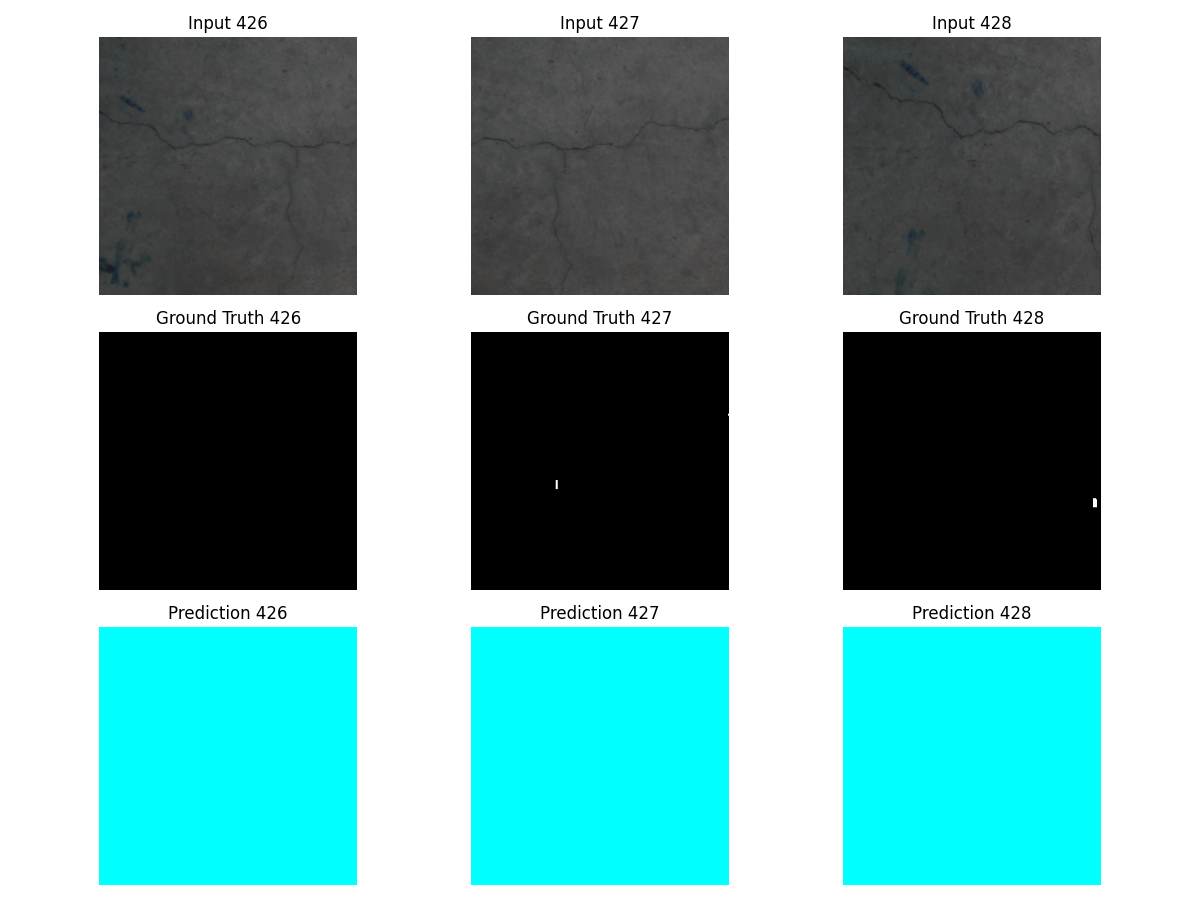 Input 426
Input 427
Input 428
Ground Truth 426
Ground Truth 427
Ground Truth 428
Prediction 426
Prediction 427
Prediction 428